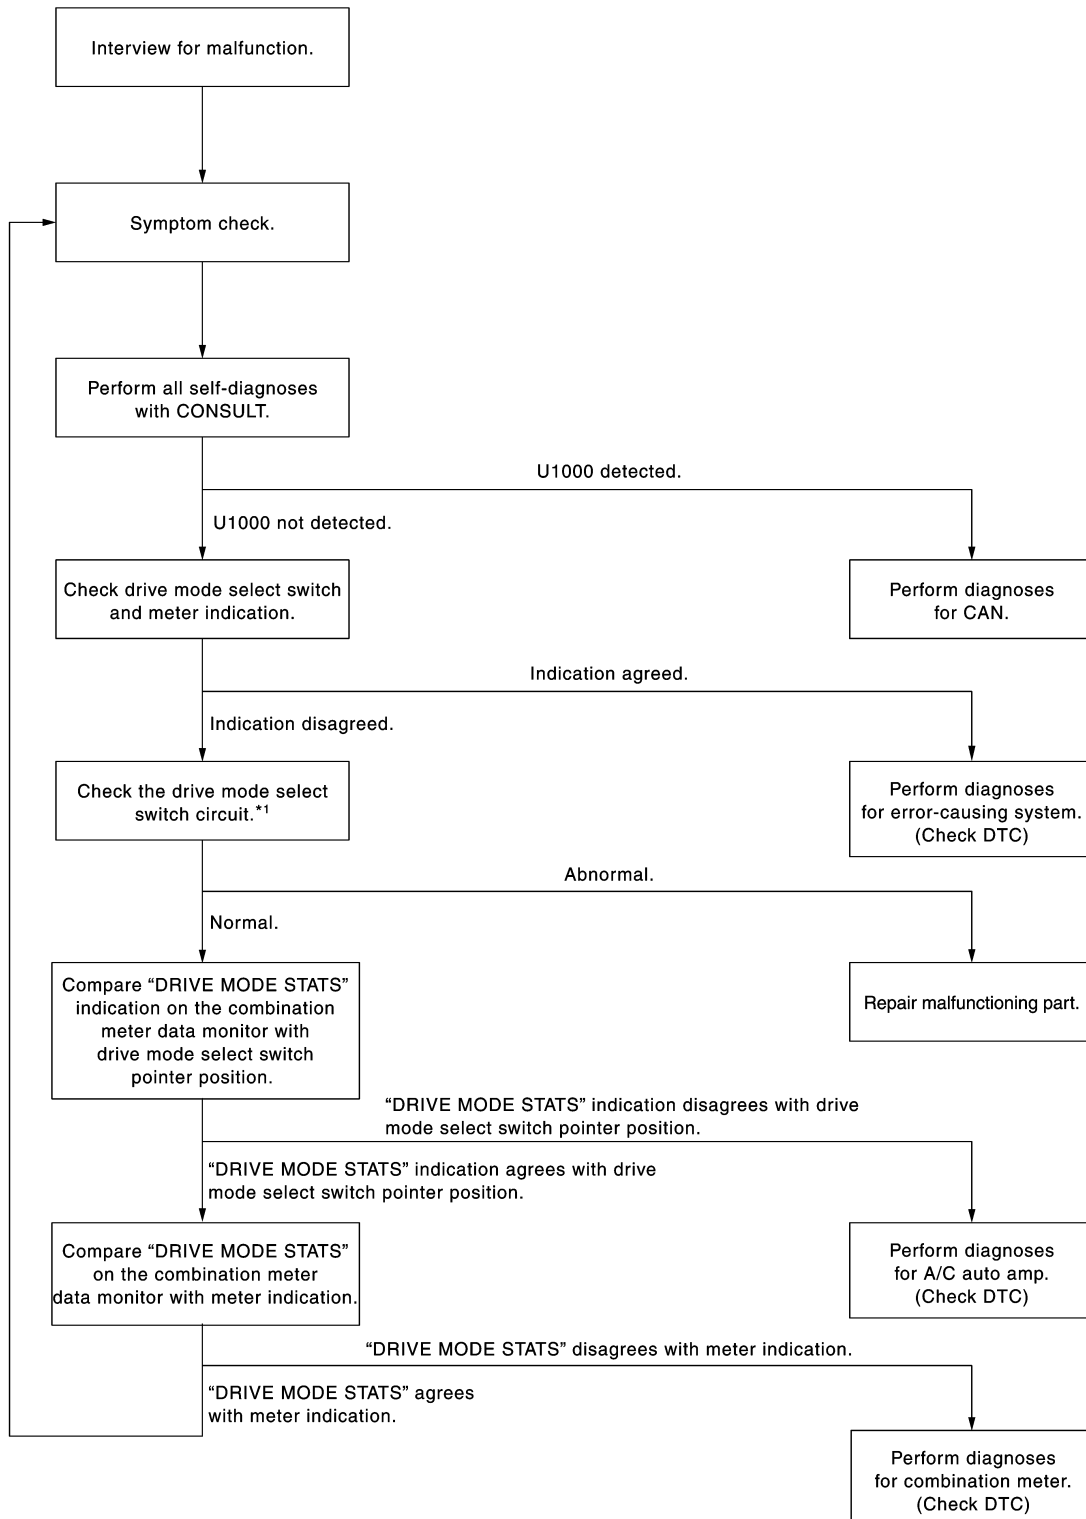 Interview for malfunction.
Symptom check.
Perform all self-diagnoses
with CONSULT.
U1000 detected.
U1000 not detected.
Check drive mode select switch
and meter indication.
Perform diagnoses
for CAN.
Indication agreed.
Indication disagreed.
Check the drive mode select
switch circuit.*1
Perform diagnoses
for error-causing system.
(Check DTC)
Abnormal.
Normal.
Compare “DRIVE MODE STATS”
indication on the combination
meter data monitor with
drive mode select switch
pointer position.
Repair malfunctioning part.
“DRIVE MODE STATS” indication disagrees with drive
mode select switch pointer position.
“DRIVE MODE STATS” indication agrees with drive
mode select switch pointer position.
Compare “DRIVE MODE STATS”
on the combination meter
data monitor with meter indication.
Perform diagnoses
for A/C auto amp.
(Check DTC)
“DRIVE MODE STATS” disagrees with meter indication.
“DRIVE MODE STATS” agrees
with meter indication.
Perform diagnoses
for combination meter.
(Check DTC)